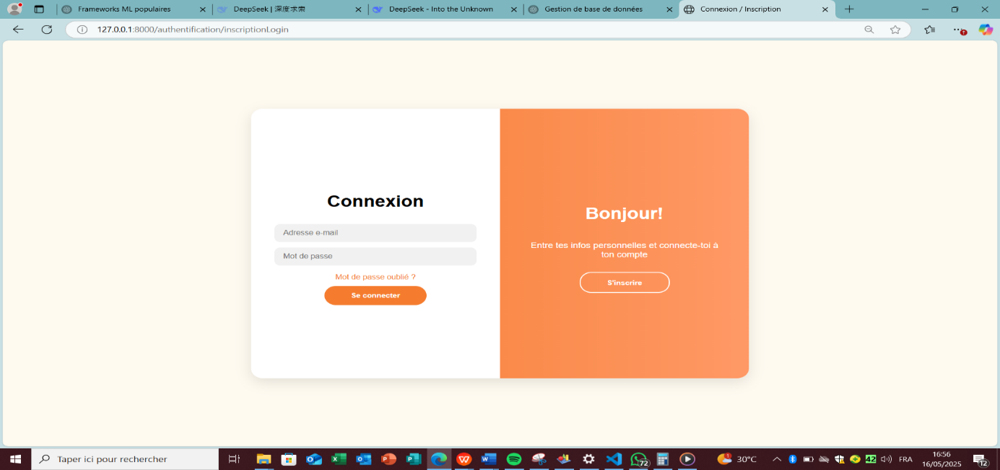 Frameworks ML populaires
DeepSeek | 深度求索
DeepSeek - Into the Unknown
Gestion de base de données
Connexion / Inscription
127.0.0.1:8000/authentification/inscriptionLogin
Connexion
Adresse e-mail
Mot de passe
Mot de passe oublié ?
Se connecter
Bonjour!
Entre tes infos personnelles et connecte-toi à
ton compte
S'inscrire
Taper ici pour rechercher
72
30°C
42
FRA
16:56
16/05/2025
12